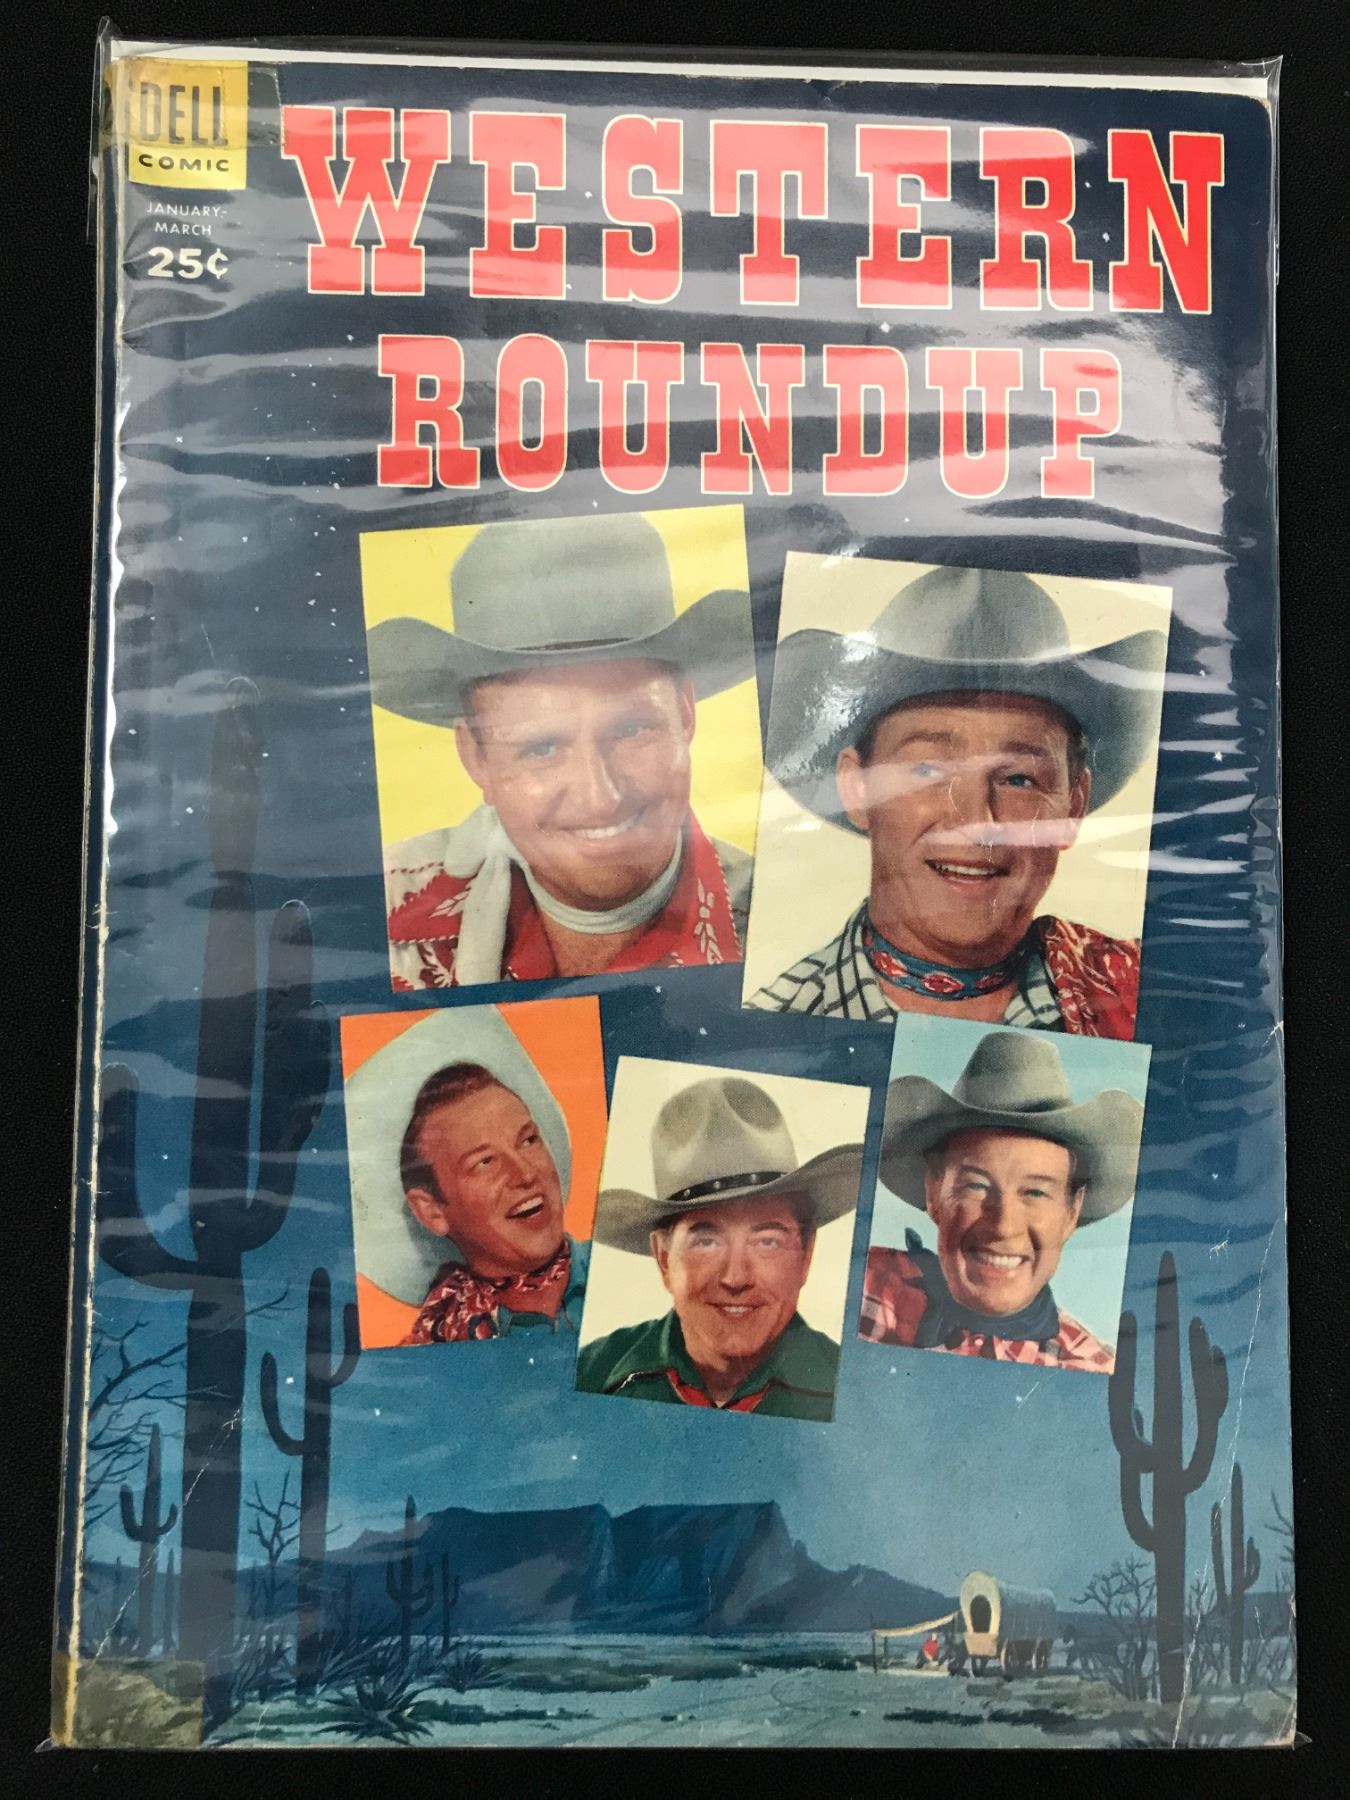 DELL
COMIC
JANUARY-
MARCH
25¢
WESTERN
ROUNDUP